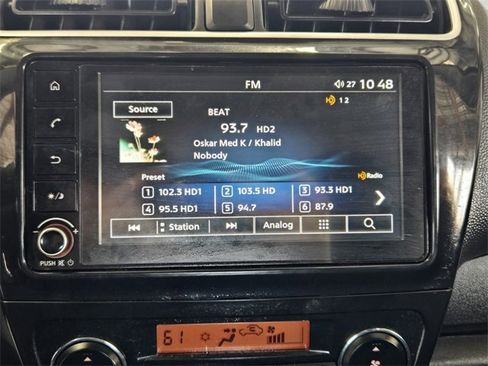 FM
27 10 48
Source
1 2
BEAT
93.7 HD2
Oskar Med K / Khalid
Nobody
Preset
Radio
1 102.3 HD1 2 103.5 HD 3 93.3 HD1
4 95.5 HD1 5 94.7 6 87.9
Station Analog
PUSH
61